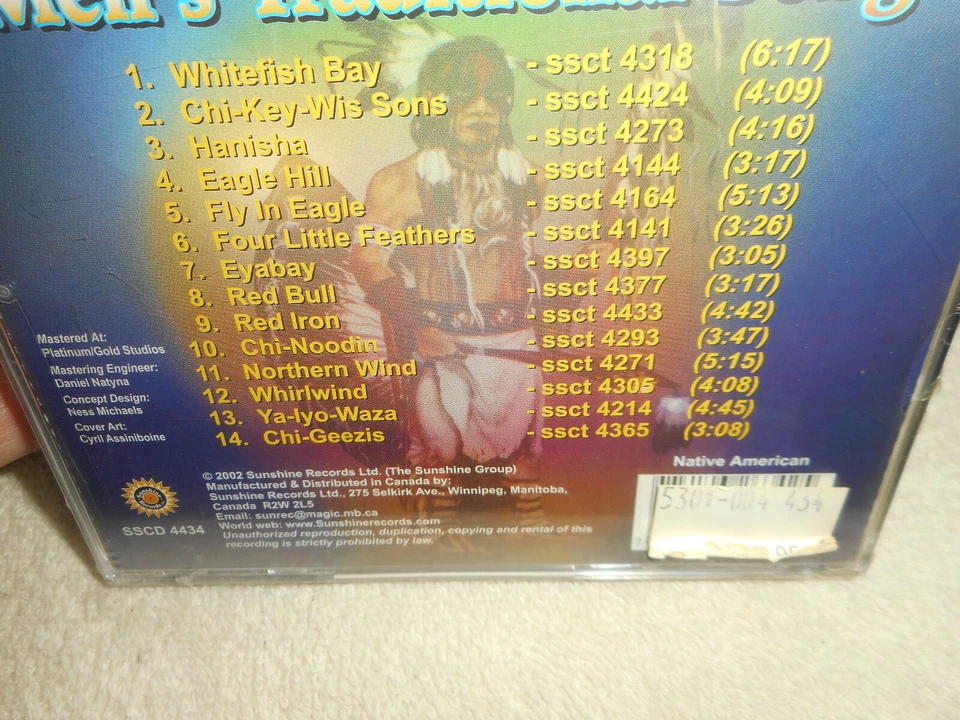 Men's Traditional Song
1. Whitefish Bay - ssct 4318 (6:17)
2. Chi-Key-Wis Sons - ssct 4424 (4:09)
3. Hanisha - ssct 4273 (4:16)
4. Eagle Hill - ssct 4144 (3:17)
5. Fly In Eagle - ssct 4164 (5:13)
6. Four Little Feathers - ssct 4141 (3:26)
7. Eyabay - ssct 4397 (3:05)
8. Red Bull - ssct 4377 (3:17)
9. Red Iron - ssct 4433 (4:42)
10. Chi-Noodin - ssct 4293 (3:47)
11. Northern Wind - ssct 4271 (5:15)
12. Whirlwind - ssct 4305 (4:08)
13. Ya-Iyo-Waza - ssct 4214 (4:45)
14. Chi-Geezis - ssct 4365 (3:08)
Mastered At:
Platinum/Gold Studios
Mastering Engineer:
Daniel Natyna
Concept Design:
Ness Michaels
Cover Art:
Cyril Assiniboine
© 2002 Sunshine Records Ltd. (The Sunshine Group)
Manufactured & Distributed in Canada by:
Sunshine Records Ltd., 275 Selkirk Ave., Winnipeg, Manitoba,
Canada R2W 2L5
Email: sunrec@magic.mb.ca
World web: www.Sunshinerecords.com
Unauthorized reproduction, duplication, copying and rental of this
recording is strictly prohibited by law.
SSCD 4434
Native American